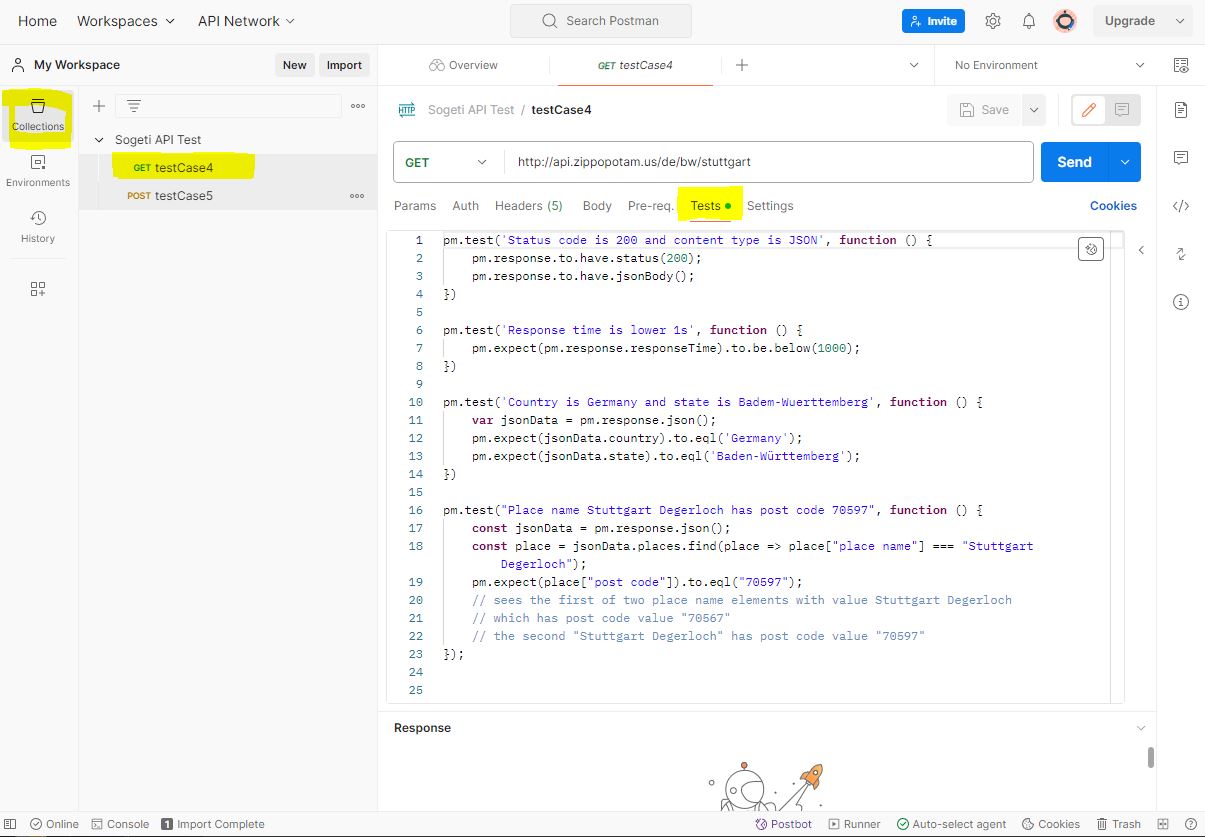 Home Workspaces API Network Search Postman Invite Upgrade
My Workspace New Import Overview GET testCase4 No Environment
Collections
Environments
History
Sogeti API Test
GET testCase4
POST testCase5
HTTP Sogeti API Test / testCase4 Save
GET http://api.zippopotam.us/de/bw/stuttgart Send
Params Auth Headers (5) Body Pre-req. Tests Settings Cookies
1 pm.test('Status code is 200 and content type is JSON', function () {
2 pm.response.to.have.status(200);
3 pm.response.to.have.jsonBody();
4 })
5
6 pm.test('Response time is lower 1s', function () {
7 pm.expect(pm.response.responseTime).to.be.below(1000);
8 })
9
10 pm.test('Country is Germany and state is Badem-Wuerttemberg', function () {
11 var jsonData = pm.response.json();
12 pm.expect(jsonData.country).to.eql('Germany');
13 pm.expect(jsonData.state).to.eql('Baden-Württemberg');
14 })
15
16 pm.test("Place name Stuttgart Degerloch has post code 70597", function () {
17 const jsonData = pm.response.json();
18 const place = jsonData.places.find(place => place["place name"] === "Stuttgart
Degerloch");
19 pm.expect(place["post code"]).to.eql("70597");
20 // sees the first of two place name elements with value Stuttgart Degerloch
21 // which has post code value "70567"
22 // the second "Stuttgart Degerloch" has post code value "70597"
23 });
24
25
Response
Online Console 1 Import Complete Postbot Runner Auto-select agent Cookies Trash